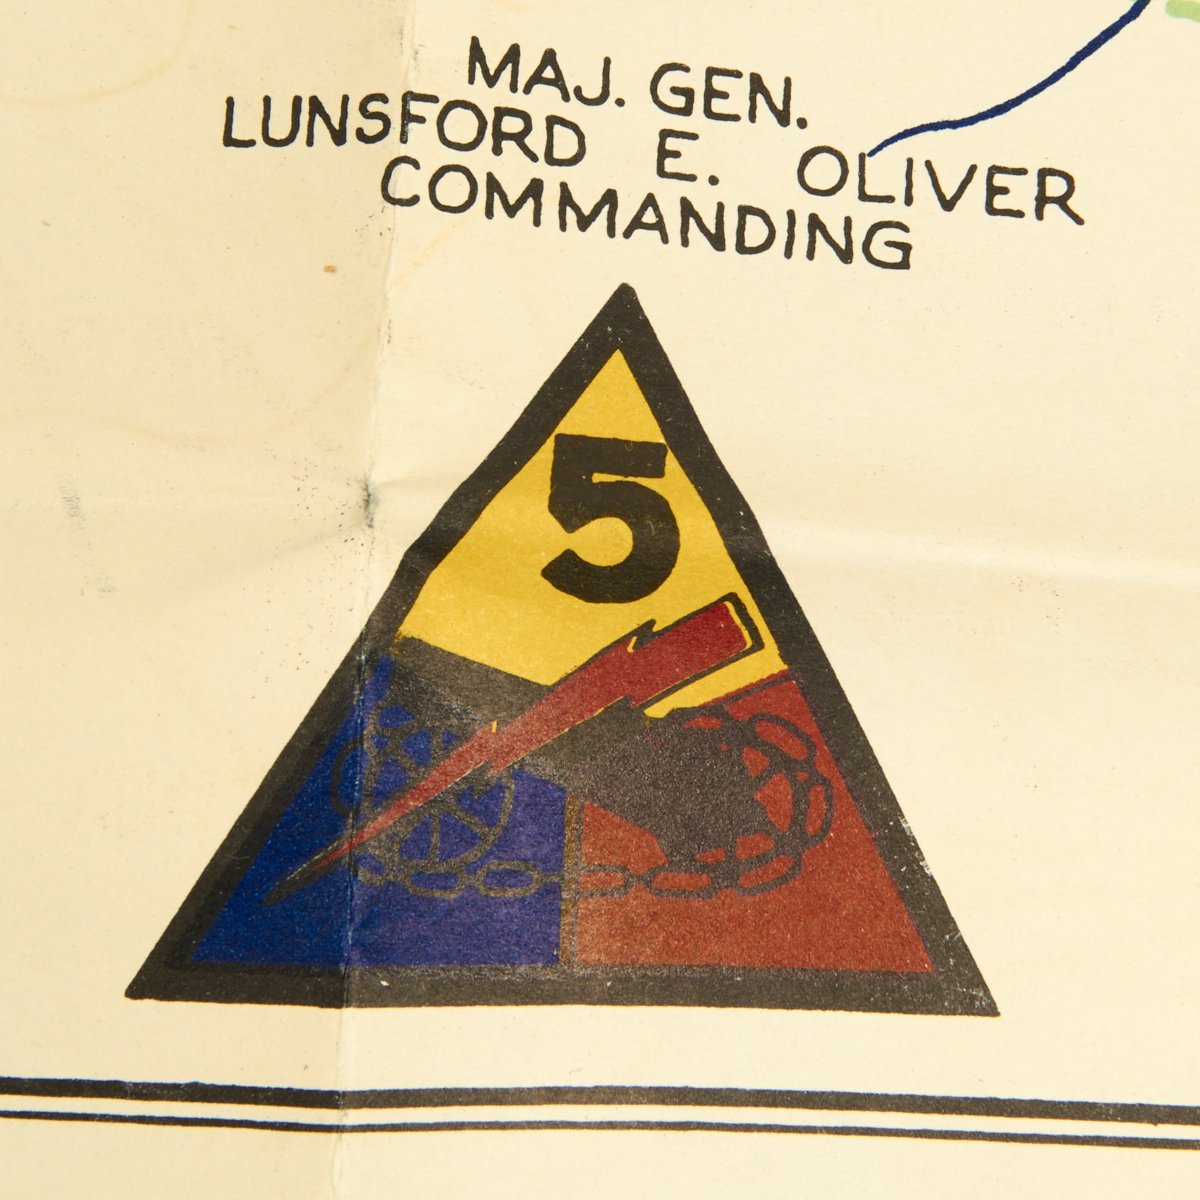 MAJ. GEN.
LUNSFORD E. OLIVER
COMMANDING
5